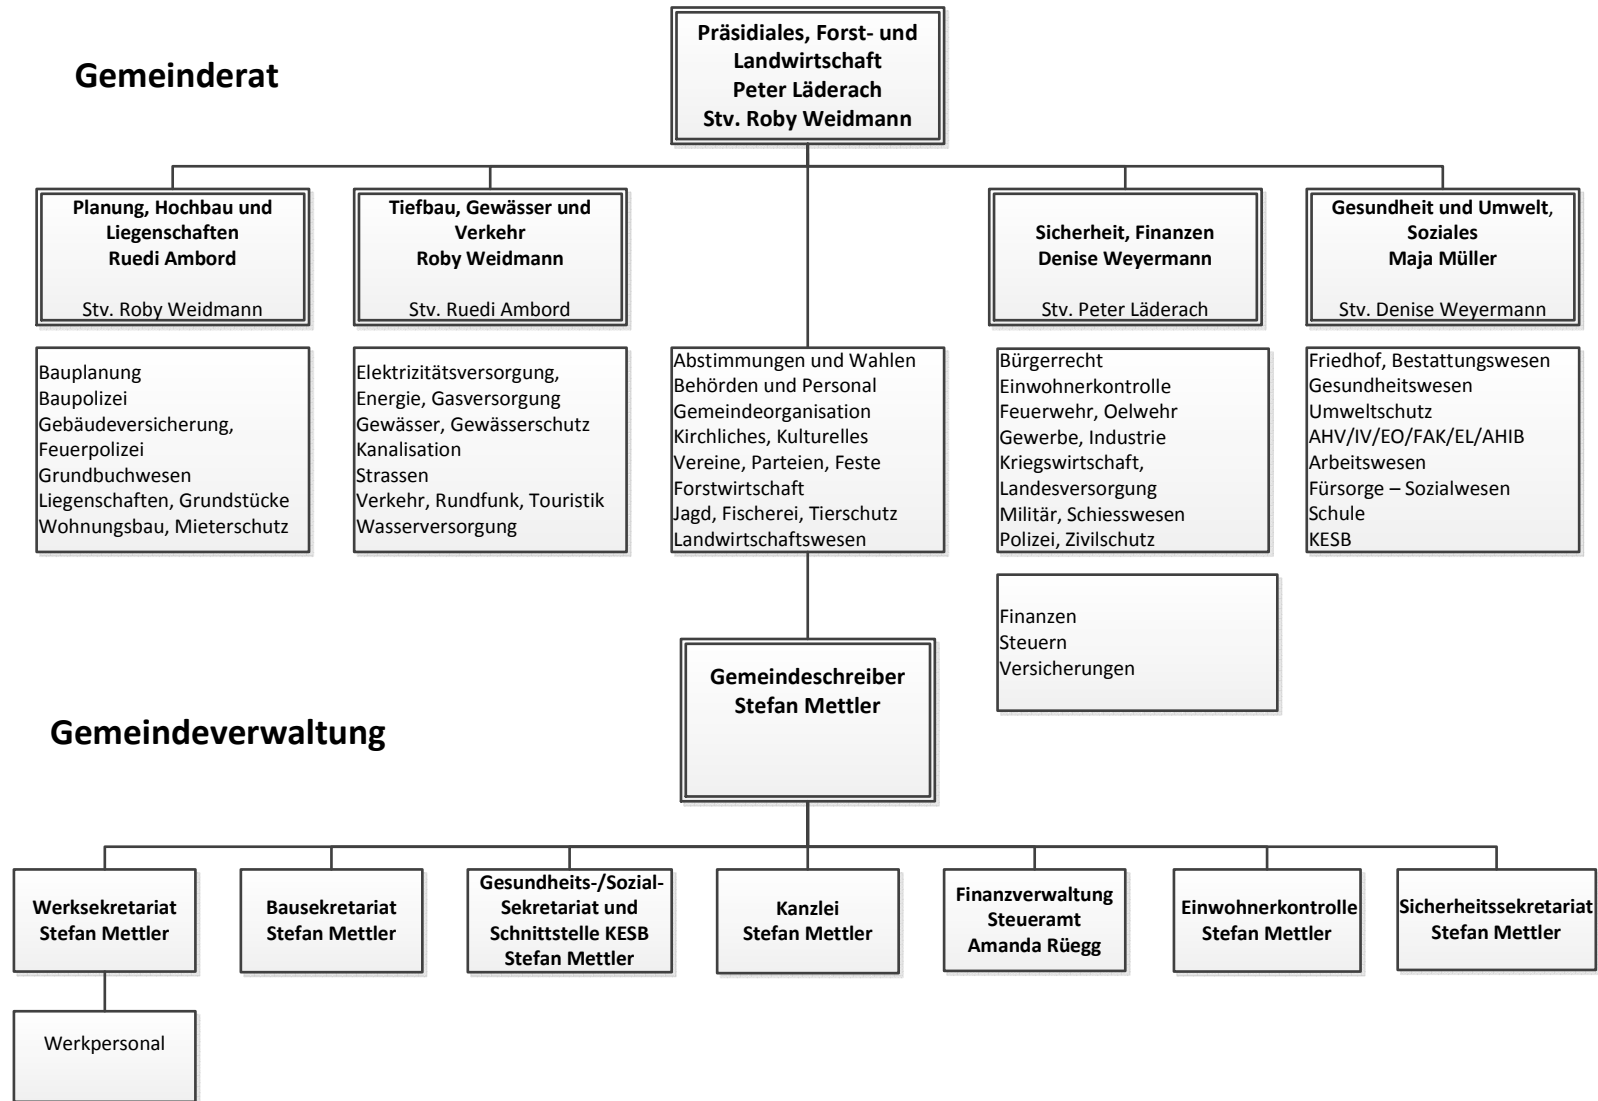 Gemeinderat
Präsidiales, Forst- und
Landwirtschaft
Peter Läderach
Stv. Roby Weidmann
Planung, Hochbau und
Liegenschaften
Ruedi Ambord
Stv. Roby Weidmann
Tiefbau, Gewässer und
Verkehr
Roby Weidmann
Stv. Ruedi Ambord
Sicherheit, Finanzen
Denise Weyermann
Stv. Peter Läderach
Gesundheit und Umwelt,
Soziales
Maja Müller
Stv. Denise Weyermann
Bauplanung
Baupolizei
Gebäudeversicherung,
Feuerpolizei
Grundbuchwesen
Liegenschaften, Grundstücke
Wohnungsbau, Mieterschutz
Elektrizitätsversorgung,
Energie, Gasversorgung
Gewässer, Gewässerschutz
Kanalisation
Strassen
Verkehr, Rundfunk, Touristik
Wasserversorgung
Abstimmungen und Wahlen
Behörden und Personal
Gemeindeorganisation
Kirchliches, Kulturelles
Vereine, Parteien, Feste
Forstwirtschaft
Jagd, Fischerei, Tierschutz
Landwirtschaftswesen
Bürgerrecht
Einwohnerkontrolle
Feuerwehr, Oelwehr
Gewerbe, Industrie
Kriegswirtschaft,
Landesversorgung
Militär, Schiesswesen
Polizei, Zivilschutz
Friedhof, Bestattungswesen
Gesundheitswesen
Umweltschutz
AHV/IV/EO/FAK/EL/AHIB
Arbeitswesen
Fürsorge – Sozialwesen
Schule
KESB
Finanzen
Steuern
Versicherungen
Gemeindeschreiber
Stefan Mettler
Gemeindeverwaltung
Werksekretariat
Stefan Mettler
Bausekretariat
Stefan Mettler
Gesundheits-/Sozial-
Sekretariat und
Schnittstelle KESB
Stefan Mettler
Kanzlei
Stefan Mettler
Finanzverwaltung
Steueramt
Amanda Rüegg
Einwohnerkontrolle
Stefan Mettler
Sicherheitssekretariat
Stefan Mettler
Werkpersonal